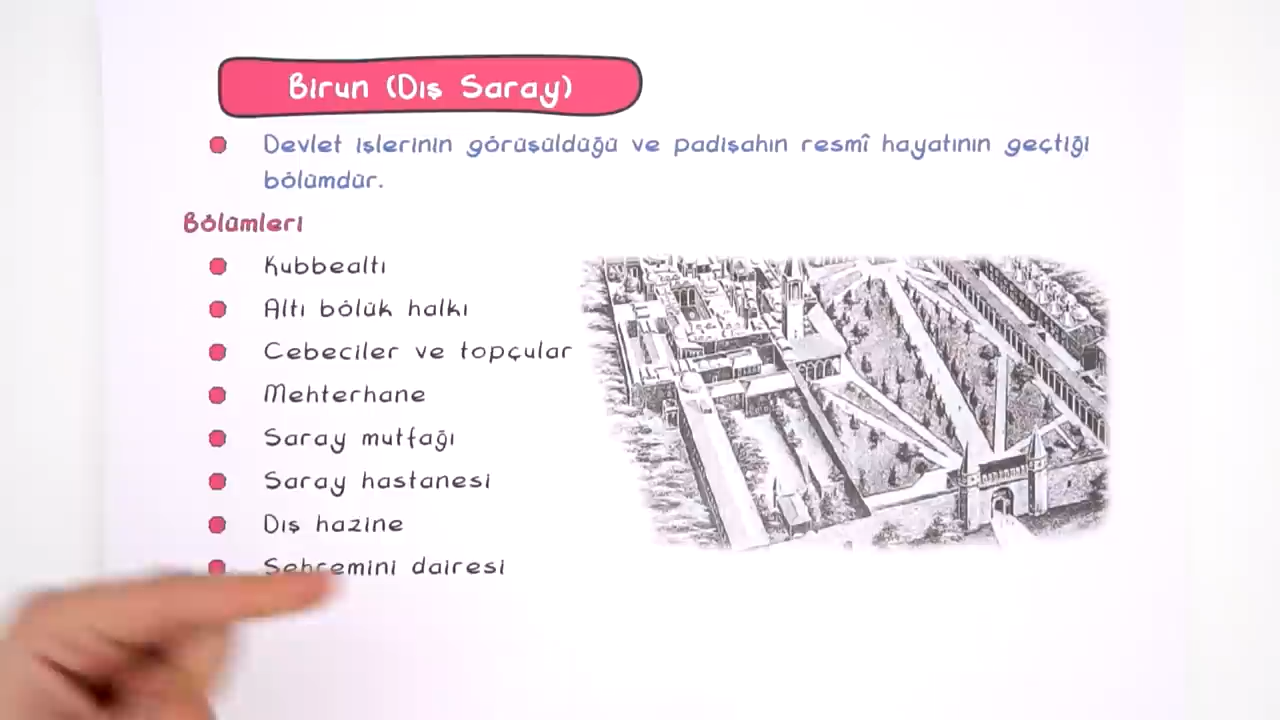 Birun (Dış Saray)
Devlet işlerinin görüşüldüğü ve padişahın resmî hayatının geçtiği
bölümdür.
Bölümleri
Kubbealtı
Altı bölük halkı
Cebeciler ve topçular
Mehterhane
Saray mutfağı
Saray hastanesi
Dış hazine
Şehremini dairesi